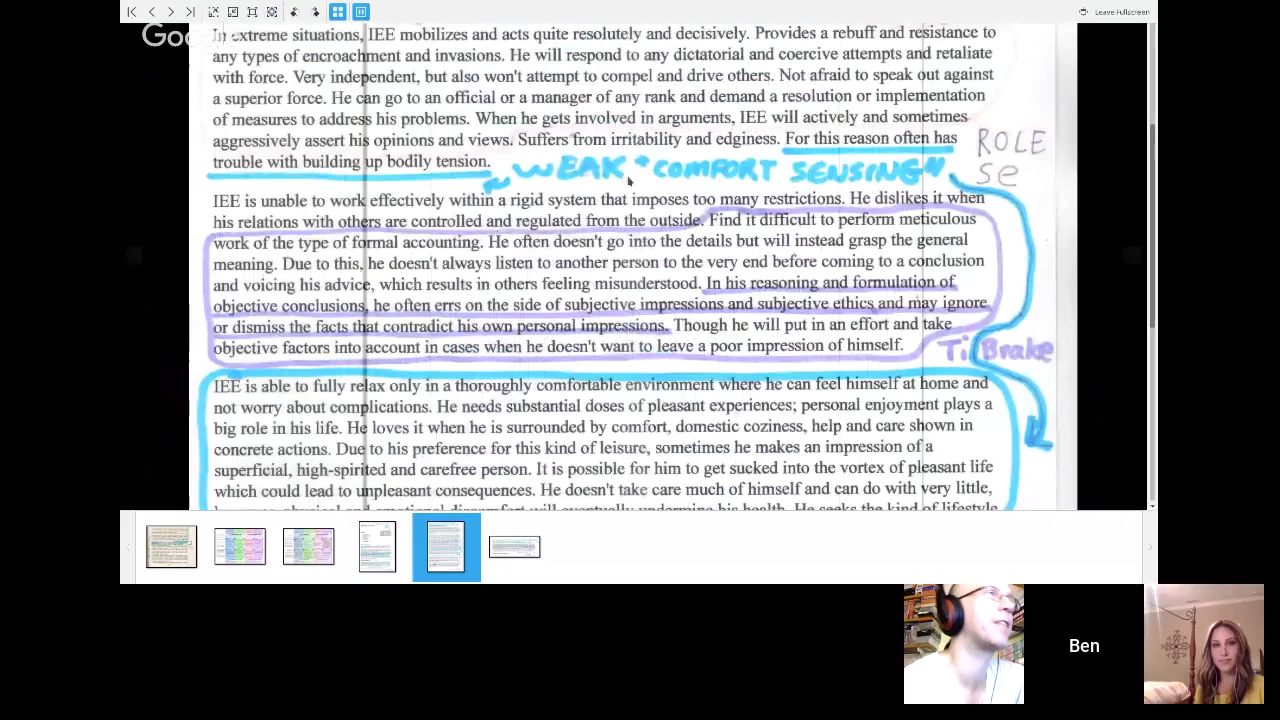 Leave Fullscreen
In extreme situations, IEE mobilizes and acts quite resolutely and decisively. Provides a rebuff and resistance to
any types of encroachment and invasions. He will respond to any dictatorial and coercive attempts and retaliate
with force. Very independent, but also won't attempt to compel and drive others. Not afraid to speak out against
a superior force. He can go to an official or a manager of any rank and demand a resolution or implementation
of measures to address his problems. When he gets involved in arguments, IEE will actively and sometimes
aggressively assert his opinions and views. Suffers from irritability and edginess. For this reason often has
trouble with building up bodily tension.
ROLE
Se
WEAK "COMFORT SENSING"
IEE is unable to work effectively within a rigid system that imposes too many restrictions. He dislikes it when
his relations with others are controlled and regulated from the outside. Find it difficult to perform meticulous
work of the type of formal accounting. He often doesn't go into the details but will instead grasp the general
meaning. Due to this, he doesn't always listen to another person to the very end before coming to a conclusion
and voicing his advice, which results in others feeling misunderstood. In his reasoning and formulation of
objective conclusions, he often errs on the side of subjective impressions and subjective ethics and may ignore
or dismiss the facts that contradict his own personal impressions. Though he will put in an effort and take
objective factors into account in cases when he doesn't want to leave a poor impression of himself.
Ti Brake
IEE is able to fully relax only in a thoroughly comfortable environment where he can feel himself at home and
not worry about complications. He needs substantial doses of pleasant experiences; personal enjoyment plays a
big role in his life. He loves it when he is surrounded by comfort, domestic coziness, help and care shown in
concrete actions. Due to his preference for this kind of leisure, sometimes he makes an impression of a
superficial, high-spirited and carefree person. It is possible for him to get sucked into the vortex of pleasant life
which could lead to unpleasant consequences. He doesn't take care much of himself and can do with very little,
will eventually undermine his health. He seeks the kind of lifestyle
Ben